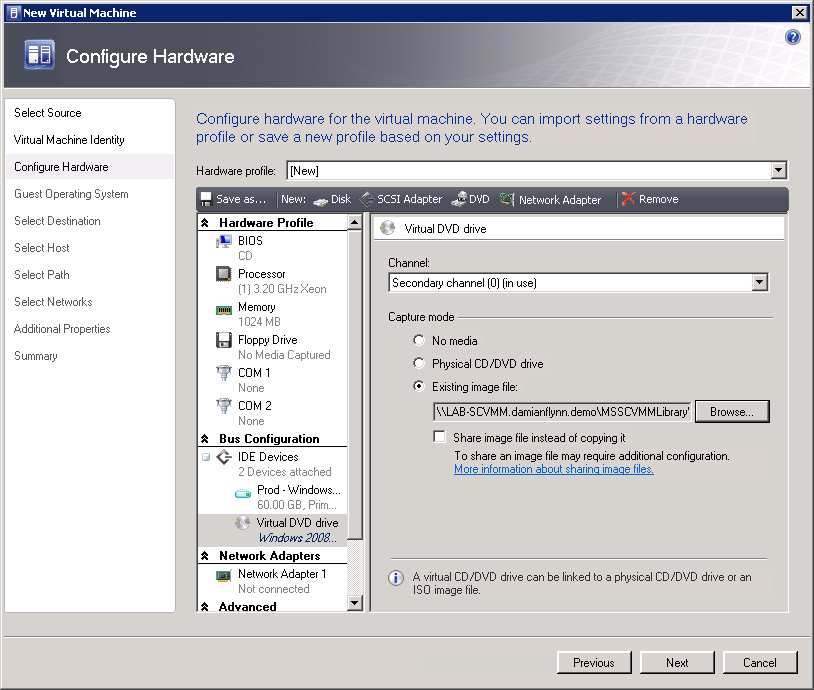 New Virtual Machine
Configure Hardware
Select Source
Virtual Machine Identity
Configure Hardware
Guest Operating System
Select Destination
Select Host
Select Path
Select Networks
Additional Properties
Summary
Configure hardware for the virtual machine. You can import settings from a hardware
profile or save a new profile based on your settings.
Hardware profile: [New]
Save as... New: Disk SCSI Adapter DVD Network Adapter Remove
Hardware Profile
BIOS
CD
Processor
(1) 3.20 GHz Xeon
Memory
1024 MB
Floppy Drive
No Media Captured
COM 1
None
COM 2
None
Bus Configuration
IDE Devices
2 Devices attached
Prod - Windows...
60.00 GB, Prim...
Virtual DVD drive
Windows 2008...
Network Adapters
Network Adapter 1
Not connected
Advanced
Virtual DVD drive
Channel:
Secondary channel (0) (in use)
Capture mode
No media
Physical CD/DVD drive
Existing image file:
\\LAB-SCVMM.damianflynn.demo\MSSCVMMLibrary\
Browse...
Share image file instead of copying it
To share an image file may require additional configuration.
More information about sharing image files.
A virtual CD/DVD drive can be linked to a physical CD/DVD drive or an
ISO image file.
Previous Next Cancel